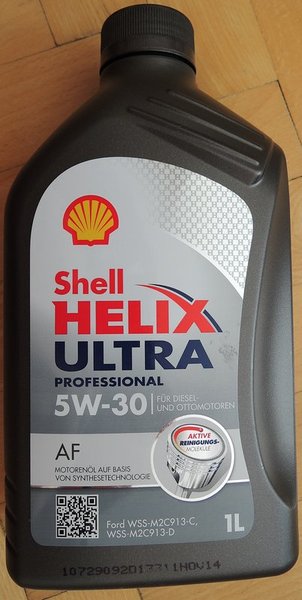 Shell
HELIX
ULTRA
PROFESSIONAL
5W-30
FÜR DIESEL
UND OTTOMOTOREN
AKTIVE
REINIGUNGS-
MOLEKÜLE
AF
MOTORENÖL AUF BASIS
VON SYNTHESETECHNOLOGIE
Ford WSS-M2C913-C,
WSS-M2C913-D
1L
10729092D13311NOV14